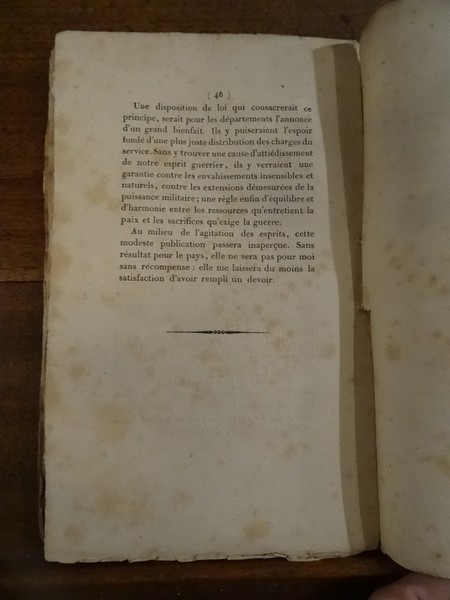 ( 46 )
Une disposition de loi qui consacrerait ce
principe, serait pour les départements l'annonce
d'un grand bienfait. Ils y puiseraient l'espoir
fondé d'une plus juste distribution des charges du
service. Sans y trouver une cause d'attiédissement
de notre esprit guerrier, ils y verraient une
garantie contre les envahissements insensibles et
naturels, contre les extensions démesurées de la
puissance militaire; une règle enfin d'équilibre et
d'harmonie entre les ressources qu'entretient la
paix et les sacrifices qu'exige la guerre.
Au milieu de l'agitation des esprits, cette
modeste publication passera inaperçue. Sans
résultat pour le pays, elle ne sera pas pour moi
sans récompense : elle me laissera du moins la
satisfaction d'avoir rempli un devoir.